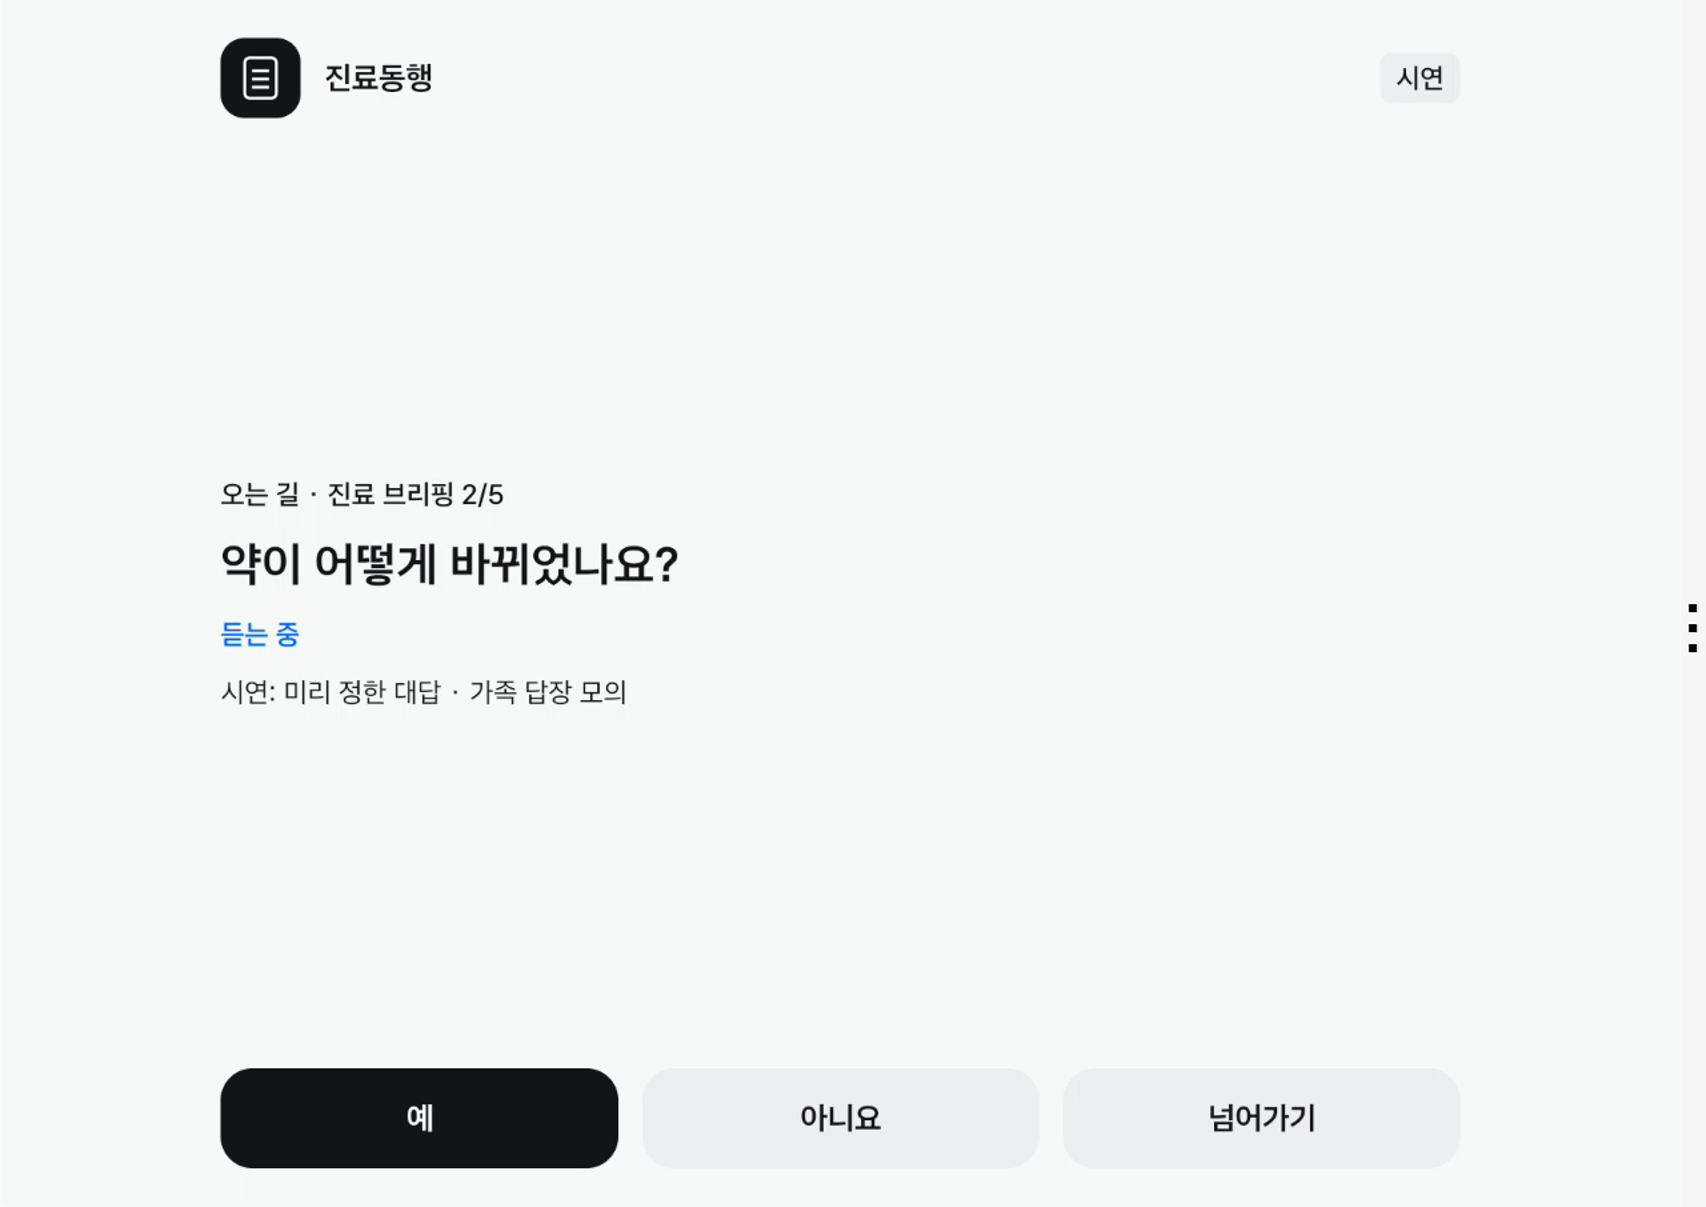 진료동행
시연
오는 길 · 진료 브리핑 2/5
약이 어떻게 바뀌었나요?
듣는 중
시연: 미리 정한 대답 · 가족 답장 모의
예
아니요
넘어가기